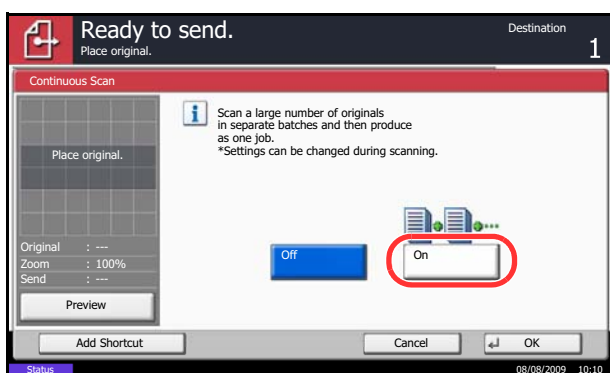 Ready to send.
Destination
Place original.
1
Continuous Scan
Scan a large number of originals
in separate batches and then produce
as one job.
*Settings can be changed during scanning.
Place original.
Original : ---
Zoom : 100%
Send : ---
Preview
Off
On
Add Shortcut
Cancel
OK
Status
08/08/2009 10:10